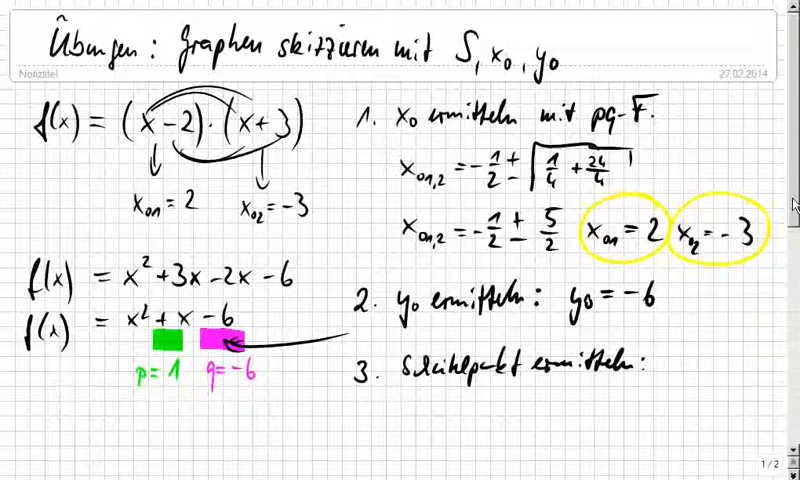 Übungen: Graphen skizzieren mit S, x₀, y₀
Notiztitel
27.02.2014
f(x) = (x-2)·(x+3)
x₀₁ = 2 x₀₂ = -3
f(x) = x² + 3x - 2x - 6
f(x) = x² + x - 6
p = 1 q = -6
1. x₀ ermitteln mit pq-F.
x₀₁,₂ = -1/2 ± √(1/4 + 24/4)
x₀₁,₂ = -1/2 ± 5/2 x₀₁ = 2 x₀₂ = -3
2. y₀ ermitteln: y₀ = -6
3. Scheitelpunkt ermitteln:
1/2